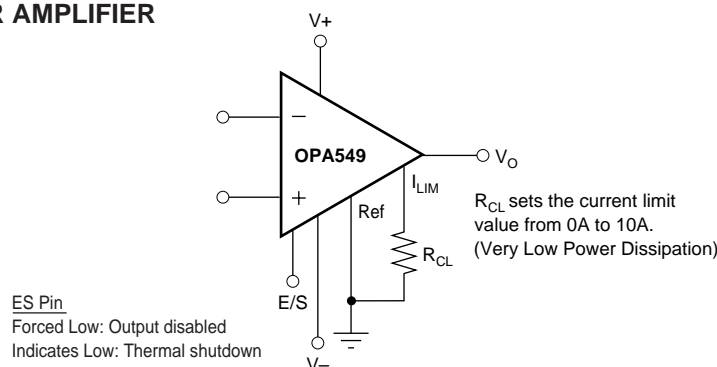 AMPLIFIER
V+
−
OPA549
V_O
+
I_LIM
Ref
R_CL sets the current limit
value from 0A to 10A.
(Very Low Power Dissipation)
R_CL
E/S
ES Pin
Forced Low: Output disabled
Indicates Low: Thermal shutdown
V–